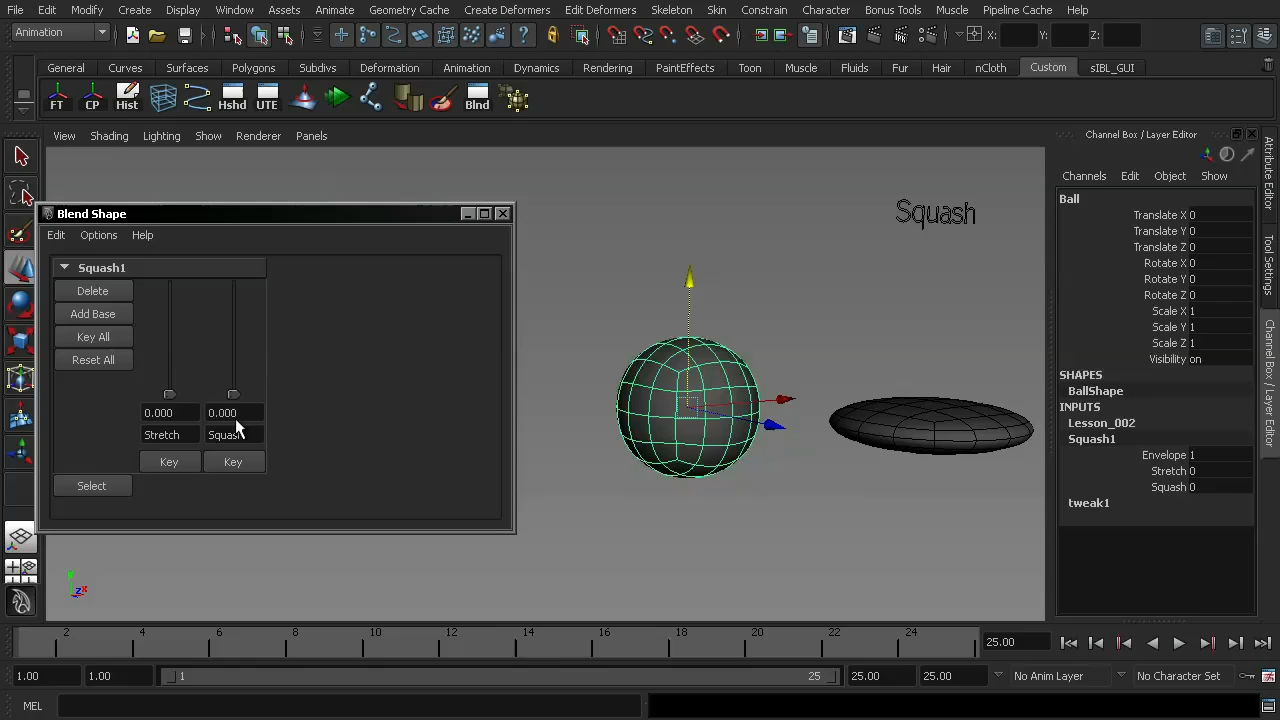 File Edit Modify Create Display Window Assets Animate Geometry Cache Create Deformers Edit Deformers Skeleton Skin Constrain Character Bonus Tools Muscle Pipeline Cache Help
Animation X: Y: Z:
General Curves Surfaces Polygons Subdivs Deformation Animation Dynamics Rendering PaintEffects Toon Muscle Fluids Fur Hair nCloth Custom sIBL_GUI
FT CP Hist Hshd UTE Blnd
View Shading Lighting Show Renderer Panels
Channel Box / Layer Editor
Channels Edit Object Show
Attribute Editor
Tool Settings
Channel Box / Layer Editor
Squash
Blend Shape
Edit Options Help
Squash1
Delete
Add Base
Key All
Reset All
0.000 0.000
Stretch Squash
Key Key
Select
Ball
Translate X 0
Translate Y 0
Translate Z 0
Rotate X 0
Rotate Y 0
Rotate Z 0
Scale X 1
Scale Y 1
Scale Z 1
Visibility on
SHAPES
BallShape
INPUTS
Lesson_002
Squash1
Envelope 1
Stretch 0
Squash 0
tweak1
2 4 6 8 10 12 14 16 18 20 22 24 25.00
1.00 1.00 1 25 25.00 25.00 No Anim Layer No Character Set
MEL